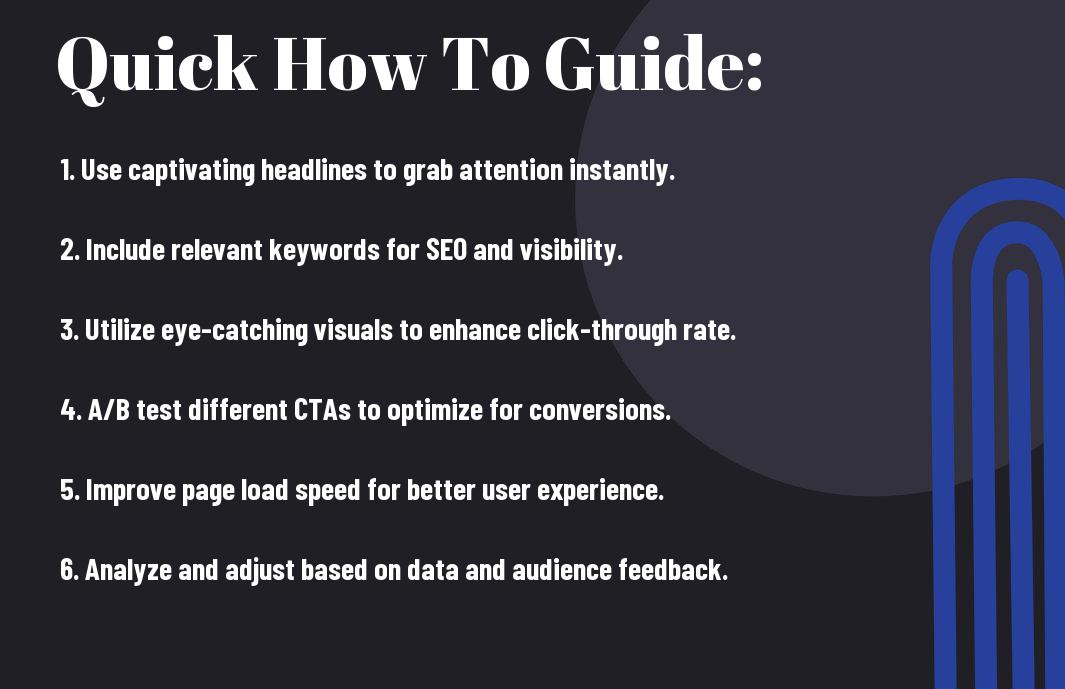 Quick How To Guide:
1. Use captivating headlines to grab attention instantly.
2. Include relevant keywords for SEO and visibility.
3. Utilize eye-catching visuals to enhance click-through rate.
4. A/B test different CTAs to optimize for conversions.
5. Improve page load speed for better user experience.
6. Analyze and adjust based on data and audience feedback.